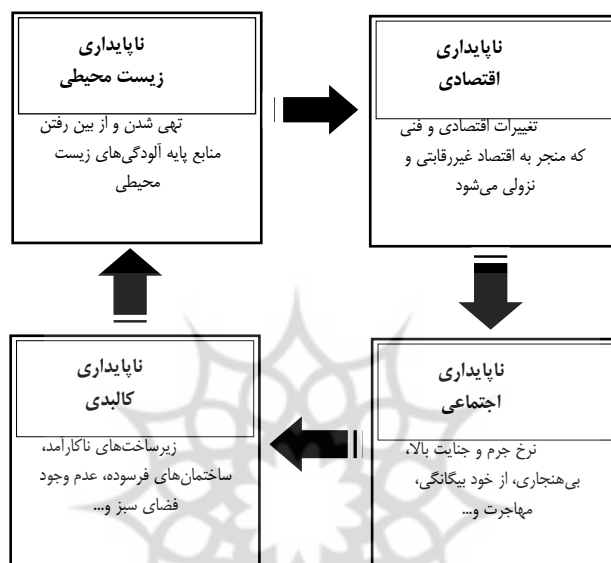 ناپایداری
اقتصادی
تغییرات اقتصادی و فنی
که منجر به اقتصاد غیررقابتی و
نزولی می‌شود
ناپایداری
زیست محیطی
تهی شدن و از بین رفتن
منابع پایه آلودگی‌های زیست
محیطی
ناپایداری
اجتماعی
نرخ جرم و جنایت بالا،
بی‌هنجاری، از خود بیگانگی،
مهاجرت و...
ناپایداری
کالبدی
زیرساخت‌های ناکارآمد،
ساختمان‌های فرسوده، عدم وجود
فضای سبز و...